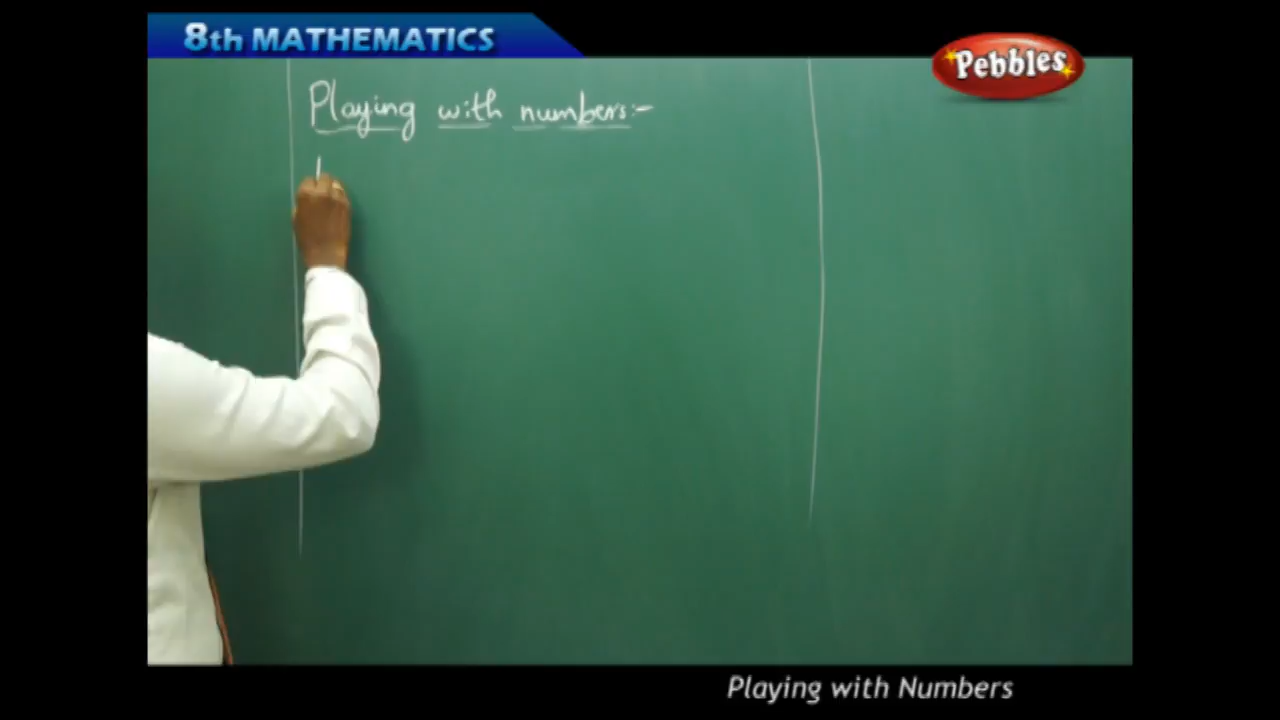 8th MATHEMATICS
Pebbles
Playing with numbers:-
Playing with Numbers